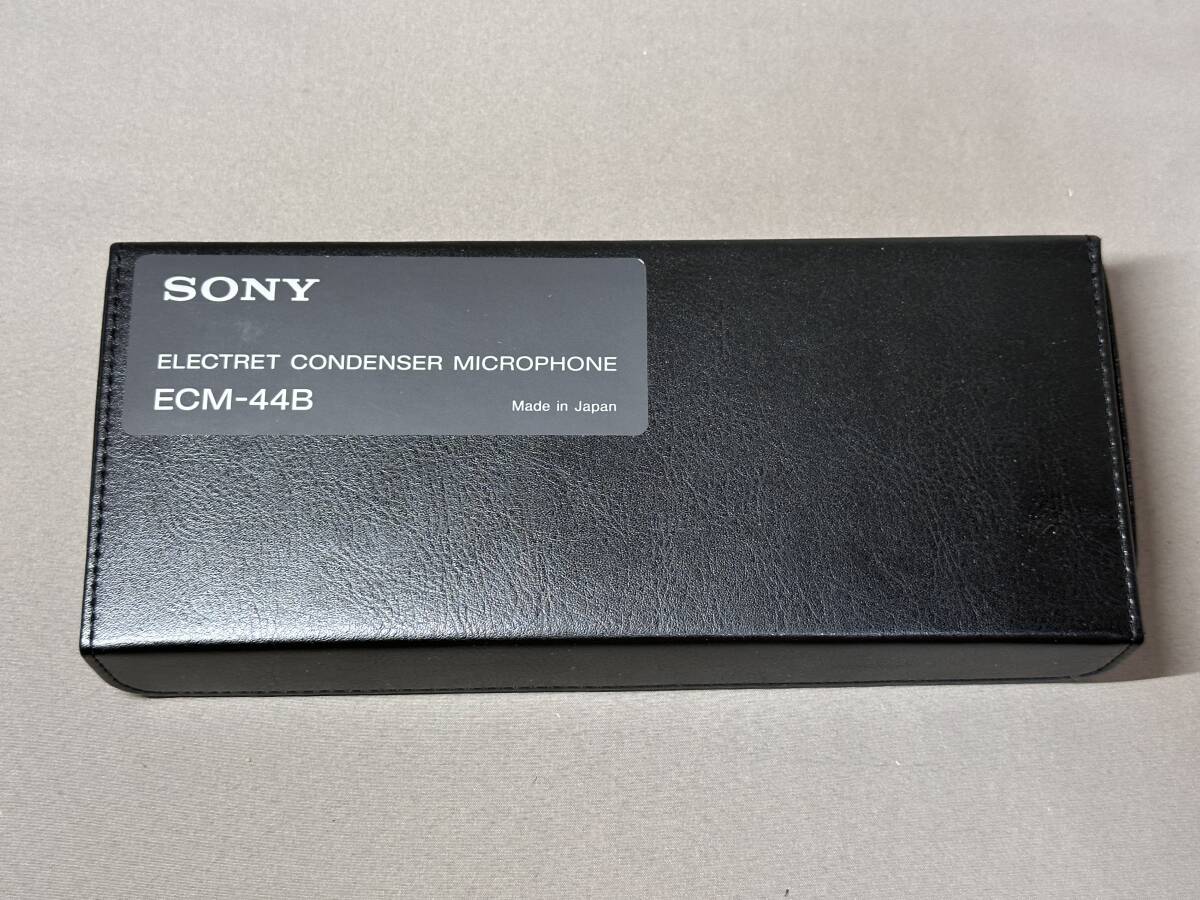 SONY
ELECTRET CONDENSER MICROPHONE
ECM-44B
Made in Japan